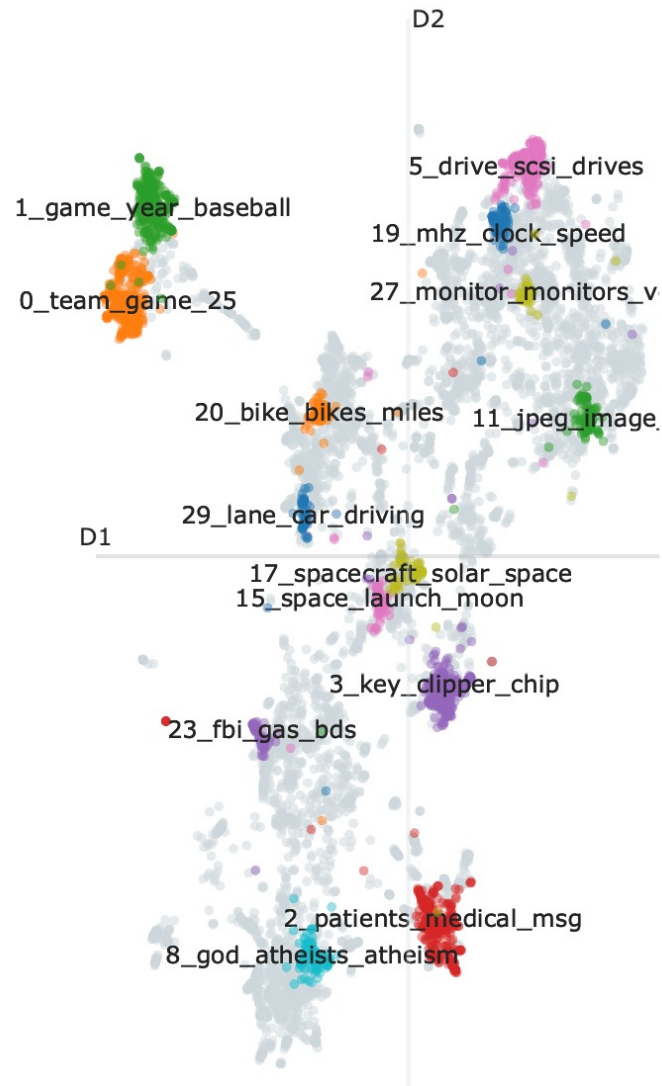 D2
5_drive_scsi_drives
1_game_year_baseball
19_mhz_clock_speed
27_monitor_monitors_v
0_team_game_25
20_bike_bikes_miles
11_jpeg_image_
29_lane_car_driving
D1
17_spacecraft_solar_space
15_space_launch_moon
3_key_clipper_chip
23_fbi_gas_bds
2_patients_medical_msg
8_god_atheists_atheism